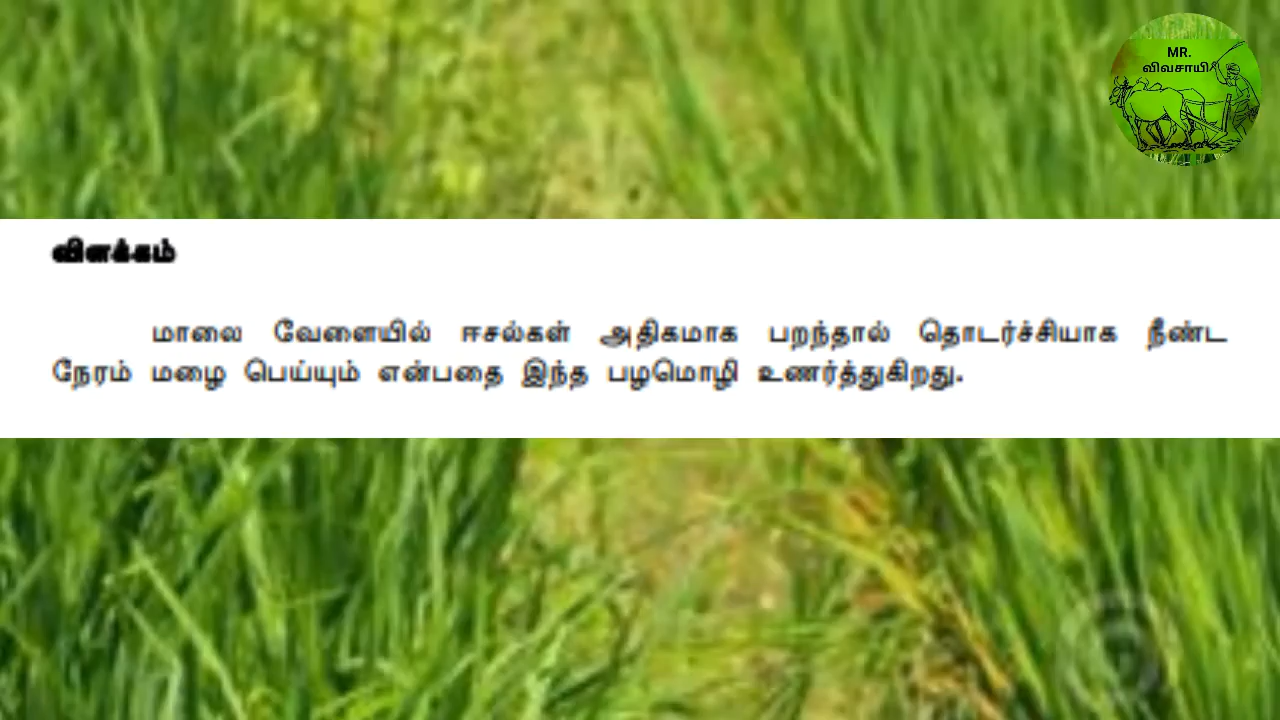 MR.
விவசாயி
விளக்கம்
மாலை வேளையில் ஈசல்கள் அதிகமாக பறந்தால் தொடர்ச்சியாக நீண்ட
நேரம் மழை பெய்யும் என்பதை இந்த பழமொழி உணர்த்துகிறது.